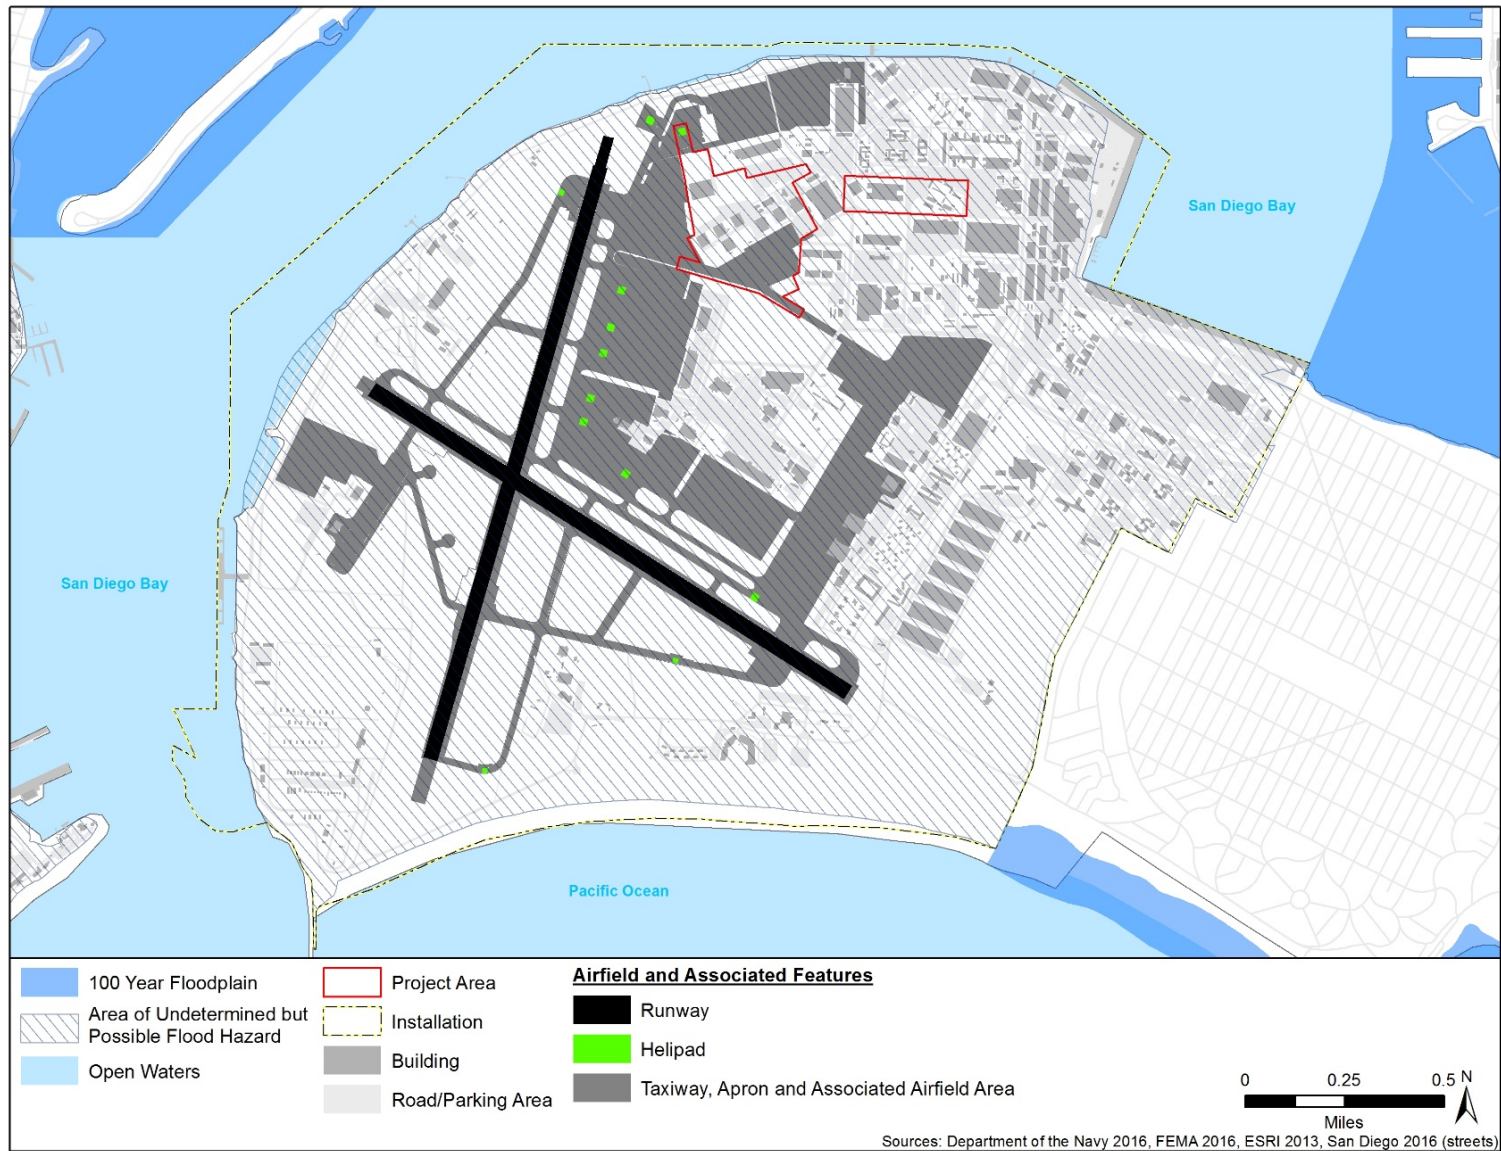 San Diego Bay
San Diego Bay
Pacific Ocean
100 Year Floodplain
Area of Undetermined but
Possible Flood Hazard
Open Waters
Project Area
Installation
Building
Road/Parking Area
Airfield and Associated Features
Runway
Helipad
Taxiway, Apron and Associated Airfield Area
0 0.25 0.5 N
Miles
Sources: Department of the Navy 2016, FEMA 2016, ESRI 2013, San Diego 2016 (streets)